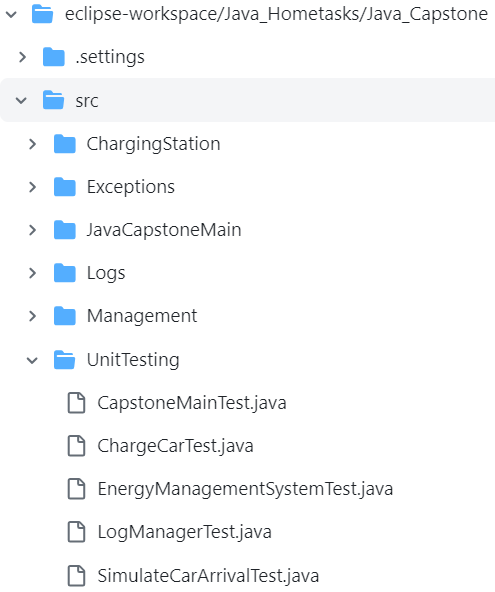 eclipse-workspace/Java_Hometasks/Java_Capstone
.settings
src
ChargingStation
Exceptions
JavaCapstoneMain
Logs
Management
UnitTesting
CapstoneMainTest.java
ChargeCarTest.java
EnergyManagementSystemTest.java
LogManagerTest.java
SimulateCarArrivalTest.java